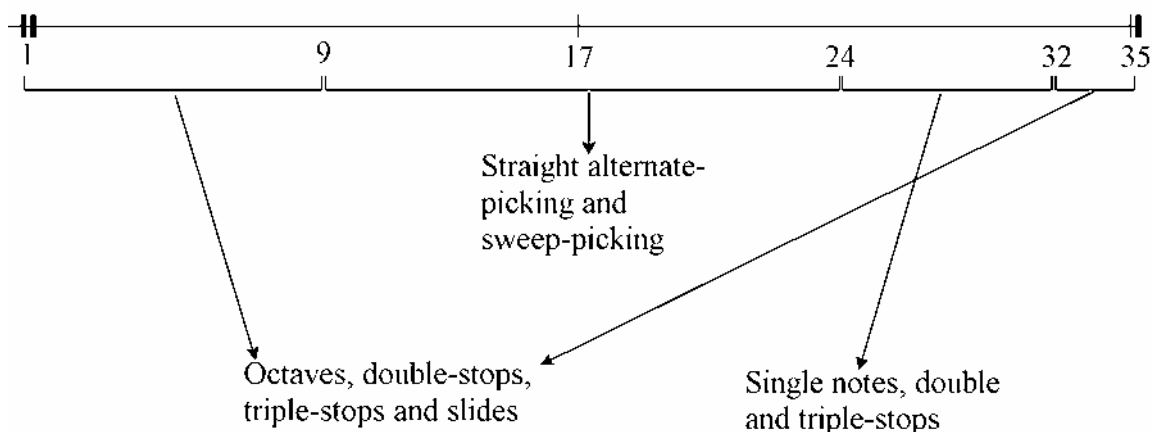 1 9 17 24 32 35
Straight alternate-
picking and
sweep-picking
Octaves, double-stops,
triple-stops and slides
Single notes, double
and triple-stops